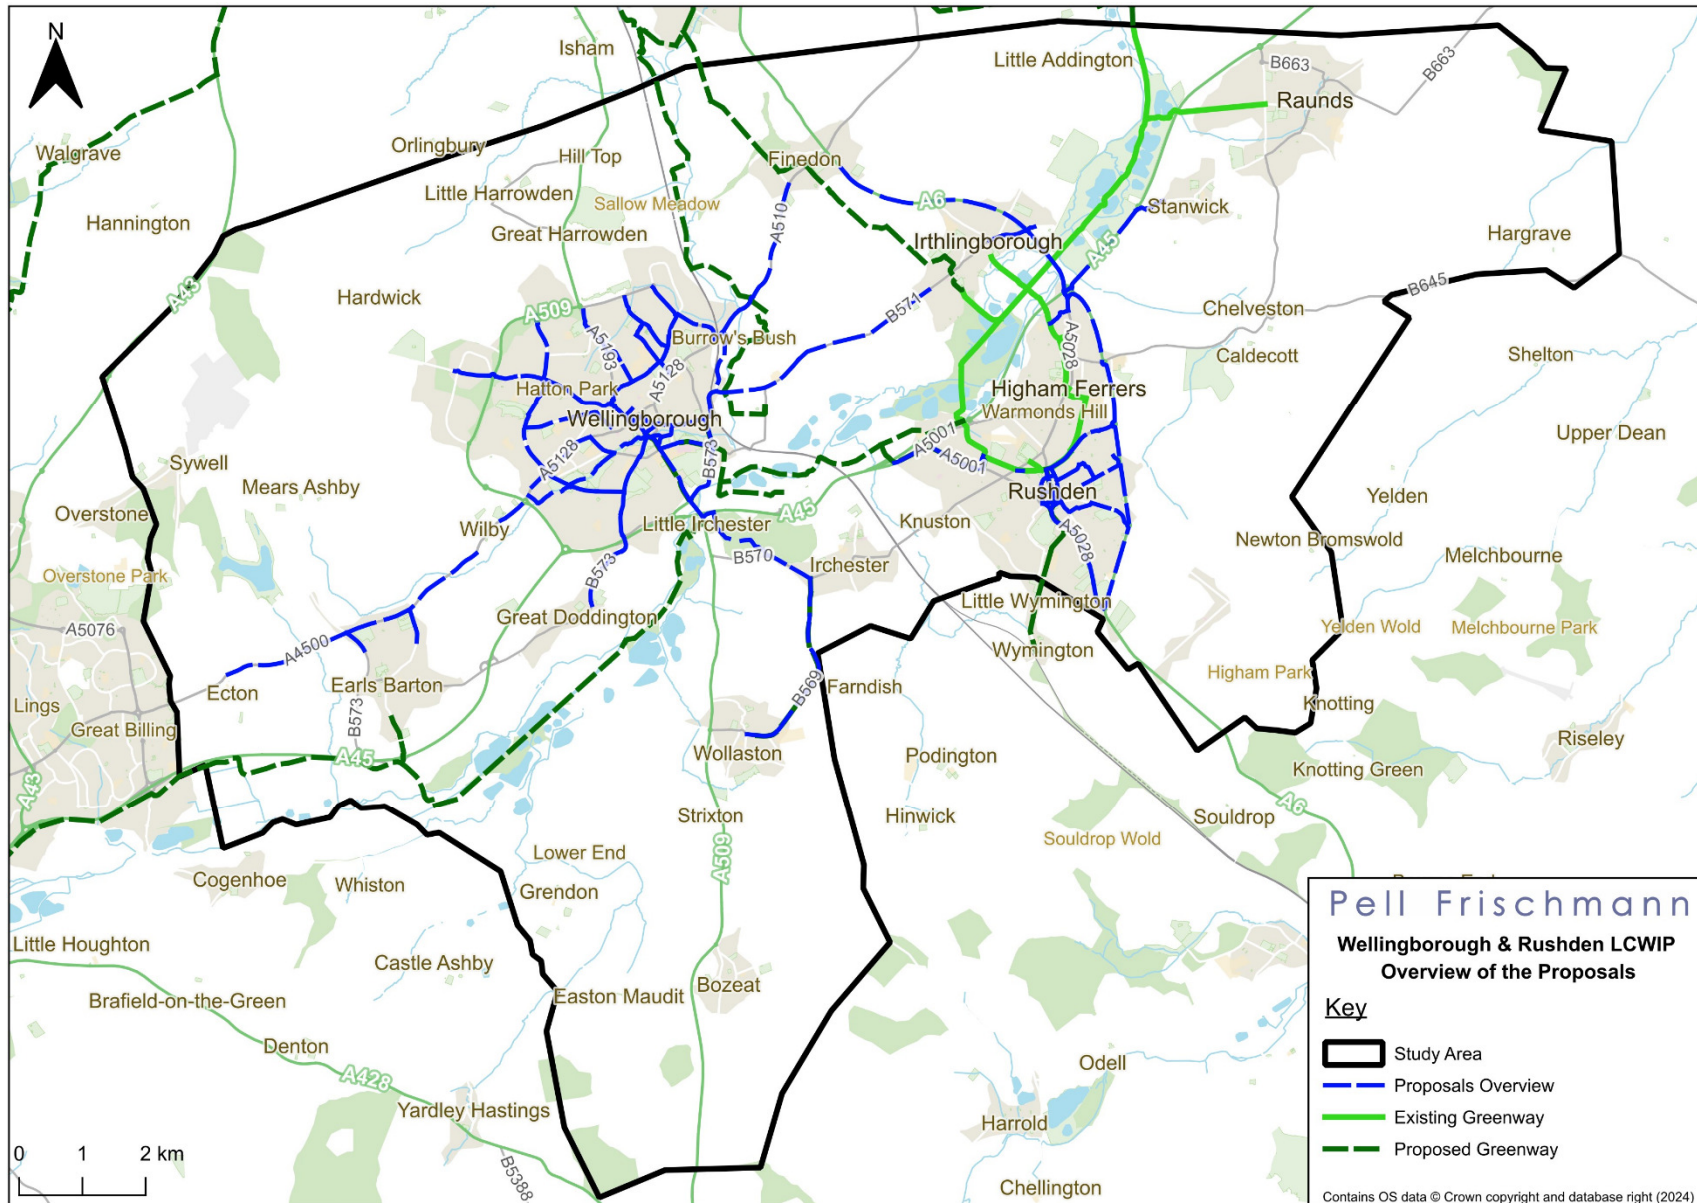 N
Isham
Little Addington
B663
B663
Raunds
Walgrave
Orlingbury
Hill Top
Finedon
Little Harrowden
Sallow Meadow
A6
Stanwick
Hannington
Great Harrowden
A510
Irthlingborough
A45
Hargrave
A43
Hardwick
A509
B571
B645
Chelveston
A5193
Burrow's Bush
A5028
Caldecott
Shelton
A5128
Hatton Park
Higham Ferrers
Warmonds Hill
Wellingborough
A5001
Upper Dean
Sywell
A5128
B573
A5001
Mears Ashby
Rushden
Yelden
Overstone
Wilby
Little Irchester
A45
Knuston
Newton Bromswold
Melchbourne
B570
Irchester
A5028
Overstone Park
B573
A5076
Great Doddington
Little Wymington
Yelden Wold
Melchbourne Park
A4500
Wymington
Higham Park
Ecton
Earls Barton
B569
Farndish
Knotting
Lings
B573
Great Billing
Wollaston
Podington
Riseley
A45
Knotting Green
A43
Strixton
Hinwick
Souldrop
A6
Souldrop Wold
Lower End
A509
Cogenhoe
Whiston
Grendon
Little Houghton
Castle Ashby
Bozeat
Brafield-on-the-Green
Easton Maudit
Denton
A428
Odell
Yardley Hastings
Harrold
B5388
Chellington
0 1 2 km
Pell Frischmann
Wellingborough & Rushden LCWIP
Overview of the Proposals
Key
Study Area
Proposals Overview
Existing Greenway
Proposed Greenway
Contains OS data © Crown copyright and database right (2024)